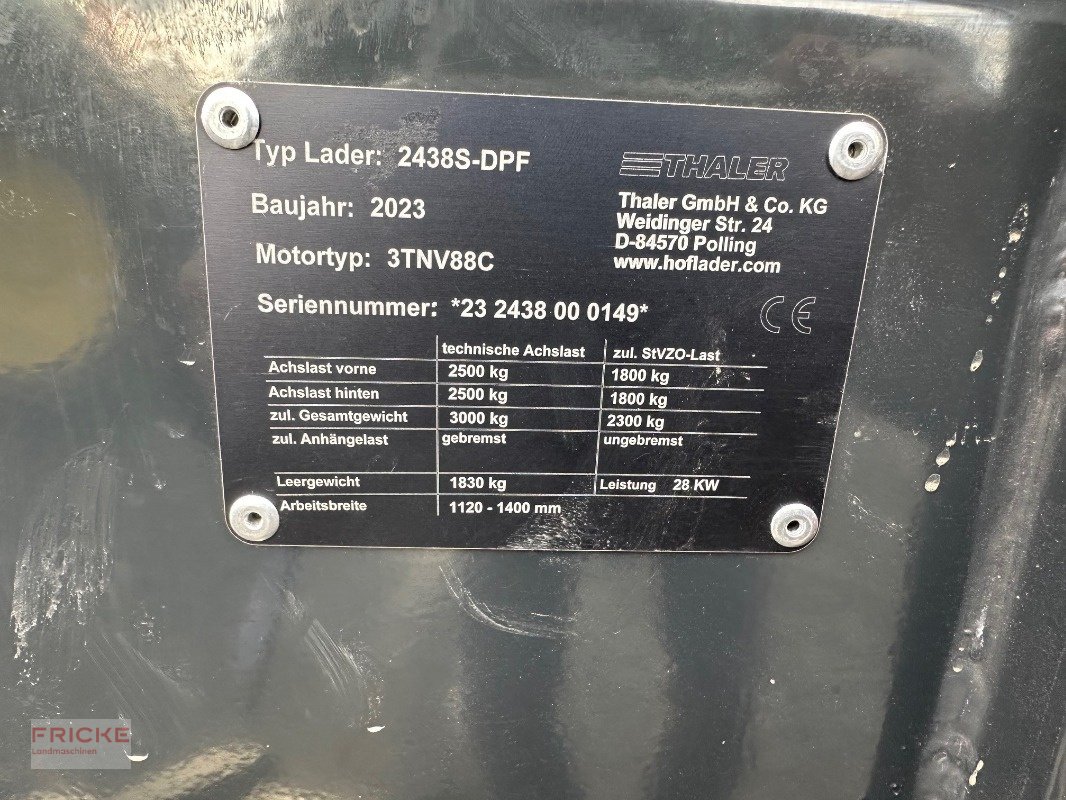 Typ Lader: 2438S-DPF
Baujahr: 2023
Motortyp: 3TNV88C
Seriennummer: *23 2438 00 0149*
THALER
Thaler GmbH & Co. KG
Weidinger Str. 24
D-84570 Polling
www.hoflader.com
CE
technische Achslast zul. StVZO-Last
Achslast vorne 2500 kg 1800 kg
Achslast hinten 2500 kg 1800 kg
zul. Gesamtgewicht 3000 kg 2300 kg
zul. Anhängelast gebremst ungebremst
Leergewicht 1830 kg Leistung 28 KW
Arbeitsbreite 1120 - 1400 mm
FRICKE
Landmaschinen